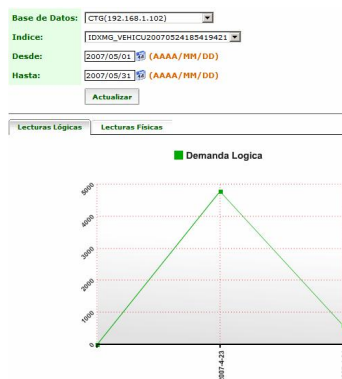 Base de Datos: CTG(192.168.1.102)
Indice: IDXMG_VEHICU20070524185419421
Desde: 2007/05/01 (AAAA/MM/DD)
Hasta: 2007/05/31 (AAAA/MM/DD)
Actualizar
Lecturas Lógicas Lecturas Físicas
Demanda Logica
5000
4000
3000
2000
1000
0
2007-4-23